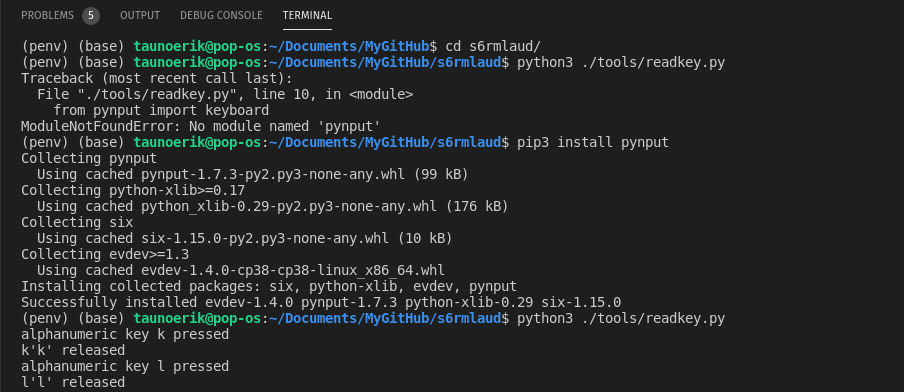 PROBLEMS 5 OUTPUT DEBUG CONSOLE TERMINAL
(penv) (base) taunoerik@pop-os:~/Documents/MyGitHub$ cd s6rmlaud/
(penv) (base) taunoerik@pop-os:~/Documents/MyGitHub/s6rmlaud$ python3 ./tools/readkey.py
Traceback (most recent call last):
  File "./tools/readkey.py", line 10, in <module>
    from pynput import keyboard
ModuleNotFoundError: No module named 'pynput'
(penv) (base) taunoerik@pop-os:~/Documents/MyGitHub/s6rmlaud$ pip3 install pynput
Collecting pynput
  Using cached pynput-1.7.3-py2.py3-none-any.whl (99 kB)
Collecting python-xlib>=0.17
  Using cached python_xlib-0.29-py2.py3-none-any.whl (176 kB)
Collecting six
  Using cached six-1.15.0-py2.py3-none-any.whl (10 kB)
Collecting evdev>=1.3
  Using cached evdev-1.4.0-cp38-cp38-linux_x86_64.whl
Installing collected packages: six, python-xlib, evdev, pynput
Successfully installed evdev-1.4.0 pynput-1.7.3 python-xlib-0.29 six-1.15.0
(penv) (base) taunoerik@pop-os:~/Documents/MyGitHub/s6rmlaud$ python3 ./tools/readkey.py
alphanumeric key k pressed
k'k' released
alphanumeric key l pressed
l'l' released